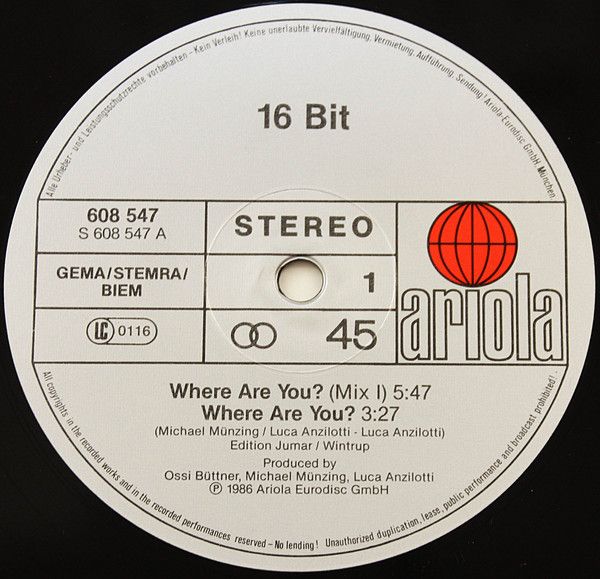 Alle Urheber- und Leistungsschutzrechte vorbehalten – Kein Verleih! Keine unerlaubte Vervielfältigung, Vermietung, Aufführung, Sendung! Ariola-Eurodisc GmbH, München.
16 Bit
608 547
S 608 547 A
STEREO
GEMA/STEMRA/
BIEM
1
ariola
LC 0116
45
Where Are You? (Mix I) 5:47
Where Are You? 3:27
(Michael Münzing / Luca Anzilotti - Luca Anzilotti)
Edition Jumar / Wintrup
Produced by
Ossi Büttner, Michael Münzing, Luca Anzilotti
Ⓟ 1986 Ariola Eurodisc GmbH
All copyrights in the recorded works and in the recorded performances reserved – No lending! Unauthorized duplication, lease, public performance and broadcast prohibited!